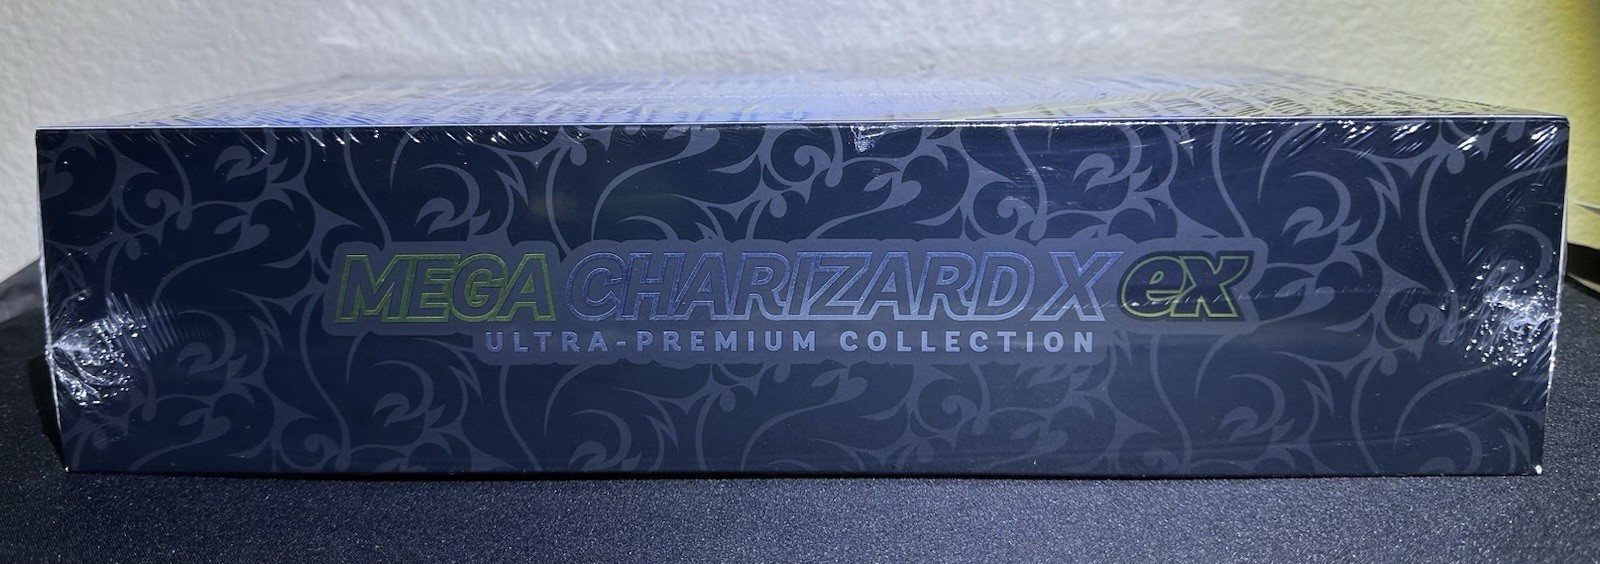 MEGA CHARIZARD X ex
ULTRA-PREMIUM COLLECTION